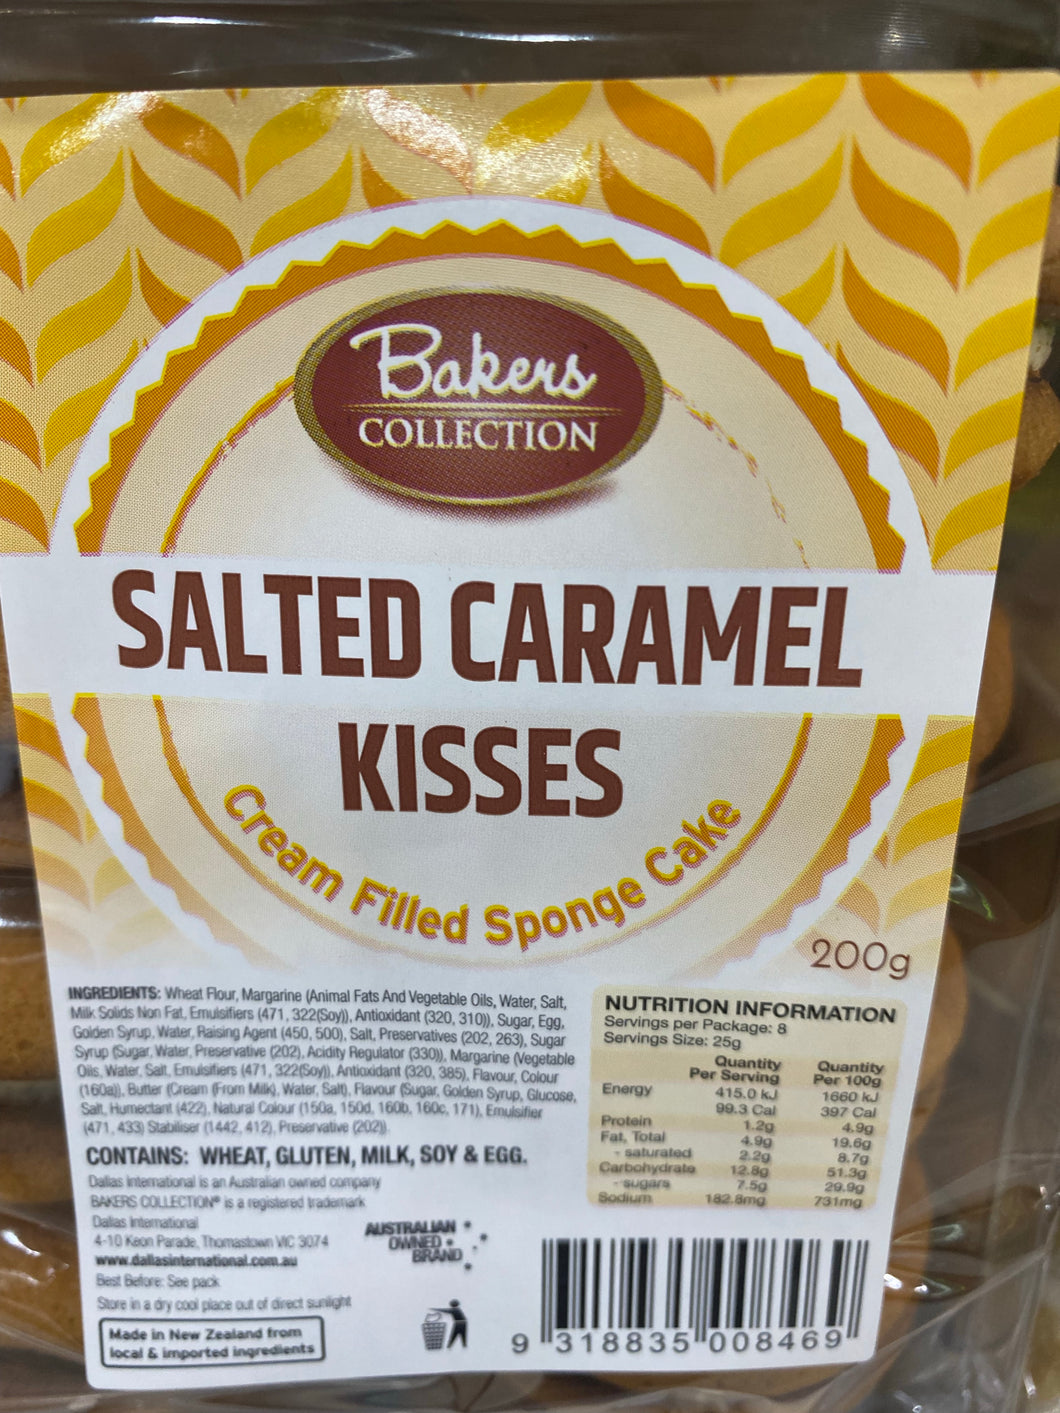 Bakers
COLLECTION
SALTED CARAMEL
KISSES
Cream Filled Sponge Cake
200g
INGREDIENTS: Wheat Flour, Margarine (Animal Fats And Vegetable Oils, Water, Salt,
Milk Solids Non Fat, Emulsifiers (471, 322(Soy)), Antioxidant (320, 310)), Sugar, Egg,
Golden Syrup, Water, Raising Agent (450, 500), Salt, Preservatives (202, 263), Sugar
Syrup (Sugar, Water, Preservative (202), Acidity Regulator (330)), Margarine (Vegetable
Oils, Water, Salt, Emulsifiers (471, 322(Soy)), Antioxidant (320, 385), Flavour, Colour
(160a)), Butter (Cream (From Milk), Water, Salt), Flavour (Sugar, Golden Syrup, Glucose,
Salt, Humectant (422), Natural Colour (150a, 150d, 160b, 160c, 171), Emulsifier
(471, 433) Stabiliser (1442, 412), Preservative (202)).
CONTAINS: WHEAT, GLUTEN, MILK, SOY & EGG.
Dallas International is an Australian owned company
BAKERS COLLECTION® is a registered trademark
Dallas International
4-10 Keon Parade, Thomastown VIC 3074
www.dallasinternational.com.au
Best Before: See pack
Store in a dry cool place out of direct sunlight
Made in New Zealand from
local & imported ingredients
AUSTRALIAN
OWNED
BRAND
NUTRITION INFORMATION
Servings per Package: 8
Servings Size: 25g
Quantity Quantity
Per Serving Per 100g
Energy 415.0 kJ 1660 kJ
99.3 Cal 397 Cal
Protein 1.2g 4.9g
Fat, Total 4.9g 19.6g
- saturated 2.2g 8.7g
Carbohydrate 12.8g 51.3g
- sugars 7.5g 29.9g
Sodium 182.8mg 731mg
9 318835 008469